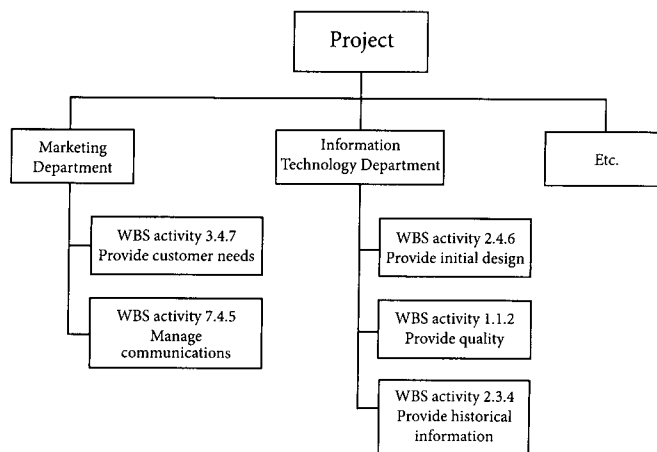 Project
Marketing
Department
Information
Technology Department
Etc.
WBS activity 3.4.7
Provide customer needs
WBS activity 7.4.5
Manage
communications
WBS activity 2.4.6
Provide initial design
WBS activity 1.1.2
Provide quality
WBS activity 2.3.4
Provide historical
information